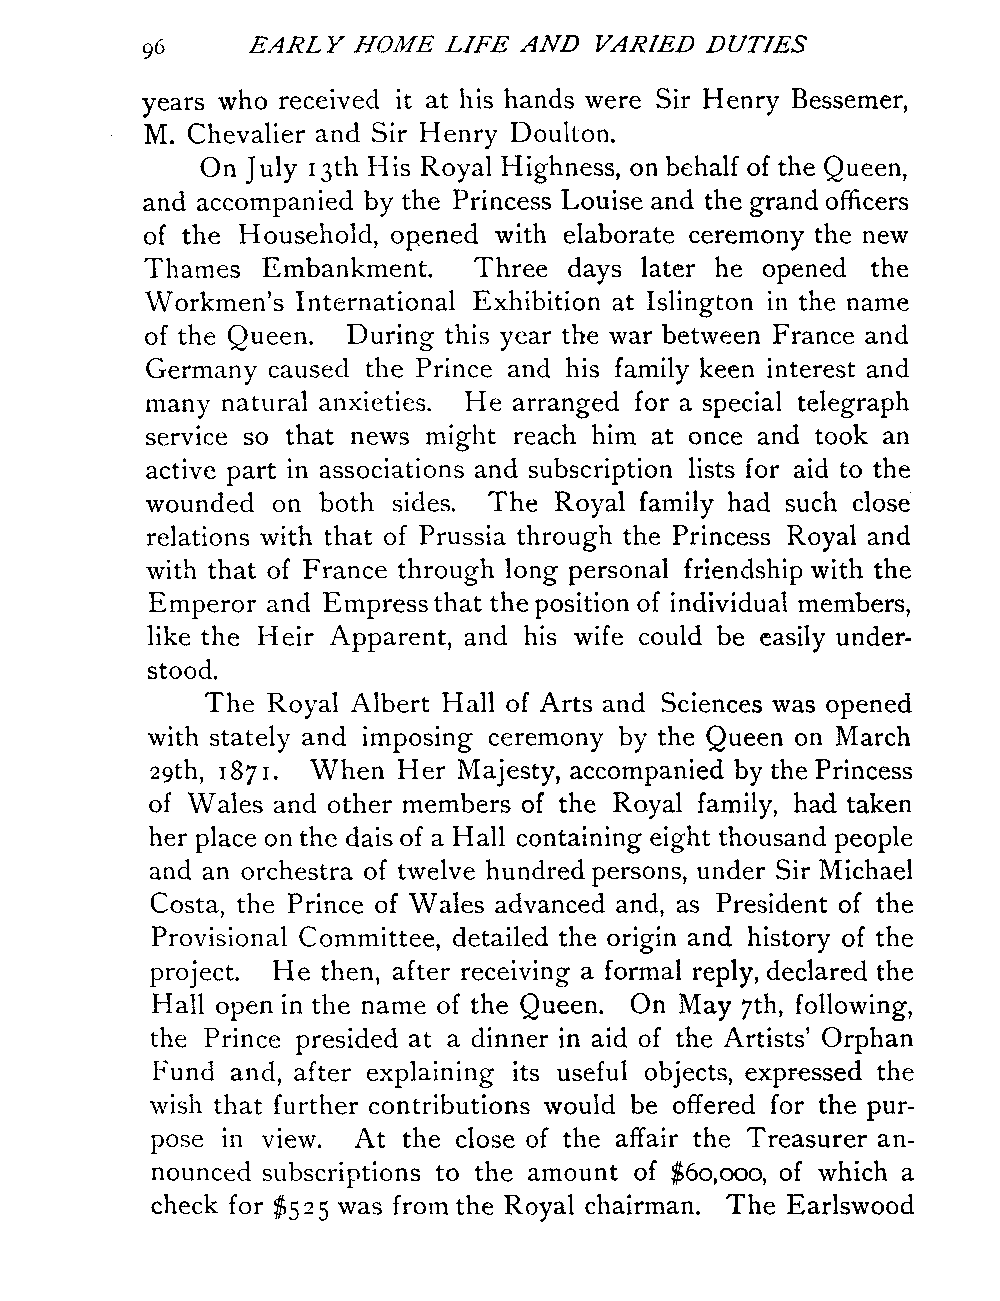 96 EARLY HOME LIFE AND VARIED DUTIES
years who received it at his hands were Sir Henry Bessemer,
M. Chevalier and Sir Henry Doulton.
On July 13th His Royal Highness, on behalf of the Queen,
and accompanied by the Princess Louise and the grand officers
of the Household, opened with elaborate ceremony the new
Thames Embankment. Three days later he opened the
Workmen's International Exhibition at Islington in the name
of the Queen. During this year the war between France and
Germany caused the Prince and his family keen interest and
many natural anxieties. He arranged for a special telegraph
service so that news might reach him at once and took an
active part in associations and subscription lists for aid to the
wounded on both sides. The Royal family had such close
relations with that of Prussia through the Princess Royal and
with that of France through long personal friendship with the
Emperor and Empress that the position of individual members,
like the Heir Apparent, and his wife could be easily under-
stood.
The Royal Albert Hall of Arts and Sciences was opened
with stately and imposing ceremony by the Queen on March
29th, 1871. When Her Majesty, accompanied by the Princess
of Wales and other members of the Royal family, had taken
her place on the dais of a Hall containing eight thousand people
and an orchestra of twelve hundred persons, under Sir Michael
Costa, the Prince of Wales advanced and, as President of the
Provisional Committee, detailed the origin and history of the
project. He then, after receiving a formal reply, declared the
Hall open in the name of the Queen. On May 7th, following,
the Prince presided at a dinner in aid of the Artists' Orphan
Fund and, after explaining its useful objects, expressed the
wish that further contributions would be offered for the pur-
pose in view. At the close of the affair the Treasurer an-
nounced subscriptions to the amount of $60,000, of which a
check for $525 was from the Royal chairman. The Earlswood